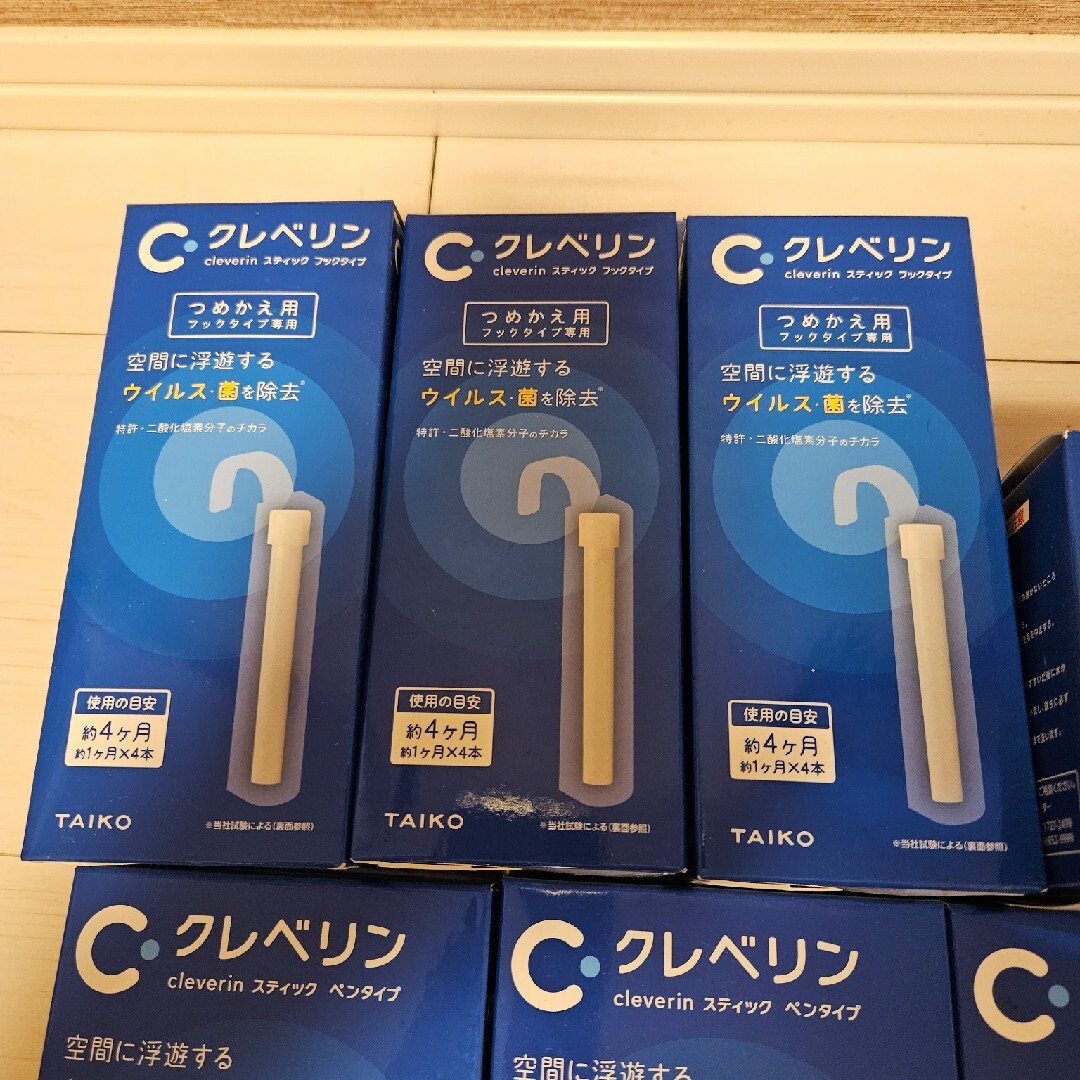 クレベリン
cleverin スティック フックタイプ
つめかえ用
フックタイプ専用
空間に浮遊する
ウイルス・菌を除去※
特許・二酸化塩素分子のチカラ
使用の目安
約4ヶ月
約1ヶ月×4本
TAIKO
※当社試験による(裏面参照)
クレベリン
cleverin スティック フックタイプ
つめかえ用
フックタイプ専用
空間に浮遊する
ウイルス・菌を除去※
特許・二酸化塩素分子のチカラ
使用の目安
約4ヶ月
約1ヶ月×4本
TAIKO
※当社試験による(裏面参照)
クレベリン
cleverin スティック フックタイプ
つめかえ用
フックタイプ専用
空間に浮遊する
ウイルス・菌を除去※
特許・二酸化塩素分子のチカラ
使用の目安
約4ヶ月
約1ヶ月×4本
TAIKO
※当社試験による(裏面参照)
クレベリン
cleverin スティック ペンタイプ
空間に浮遊する
クレベリン
cleverin スティック ペンタイプ
空間に浮遊する